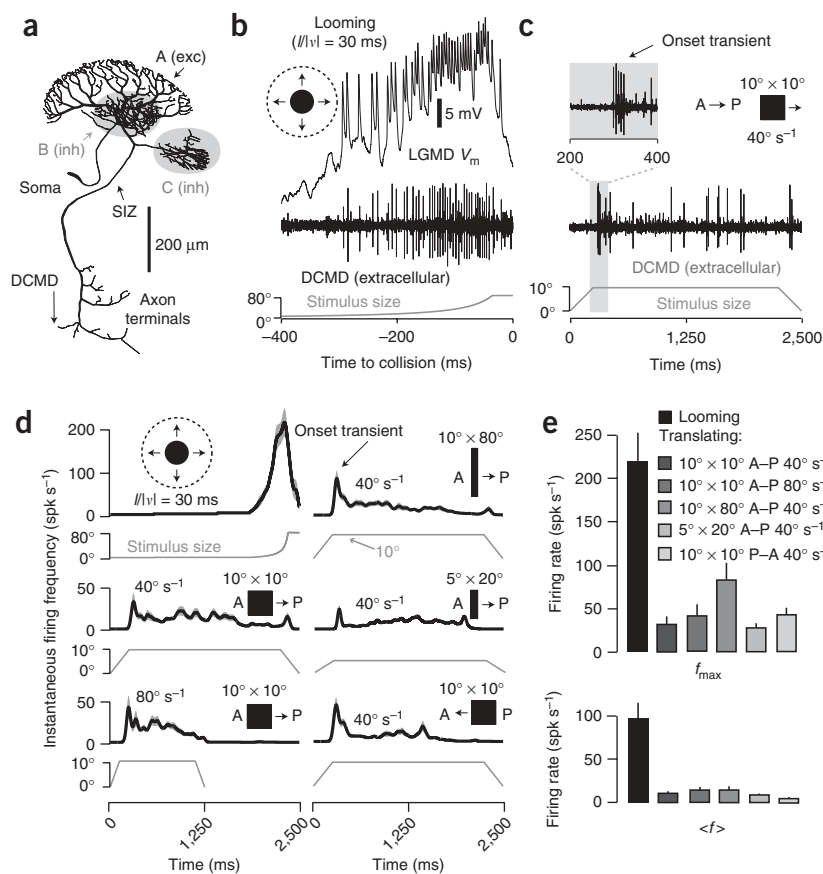 a
A (exc)
B (inh)
C (inh)
Soma
SIZ
200 μm
DCMD
Axon
terminals
b
Looming
(l/|v| = 30 ms)
5 mV
LGMD Vm
DCMD (extracellular)
80°
0°
Stimulus size
−400
−200
0
Time to collision (ms)
c
Onset transient
10° × 10°
A → P
40° s⁻¹
200
400
DCMD (extracellular)
10°
0°
Stimulus size
0
1,250
2,500
Time (ms)
d
Instantaneous firing frequency (spk s⁻¹)
200
100
0
l/|v| = 30 ms
80°
0°
Stimulus size
Onset transient
10° × 80°
A → P
40° s⁻¹
10°
50
0
40° s⁻¹
10° × 10°
A → P
10°
0°
5° × 20°
A → P
40° s⁻¹
50
0
80° s⁻¹
10° × 10°
A → P
10°
0°
10° × 10°
A ← P
40° s⁻¹
0
1,250
2,500
Time (ms)
0
1,250
2,500
Time (ms)
e
Looming
Translating:
10° × 10° A–P 40° s–
10° × 10° A–P 80° s–
10° × 80° A–P 40° s–
5° × 20° A–P 40° s–
10° × 10° P–A 40° s–
Firing rate (spk s⁻¹)
250
200
150
100
50
0
fmax
Firing rate (spk s⁻¹)
100
50
0
<f>